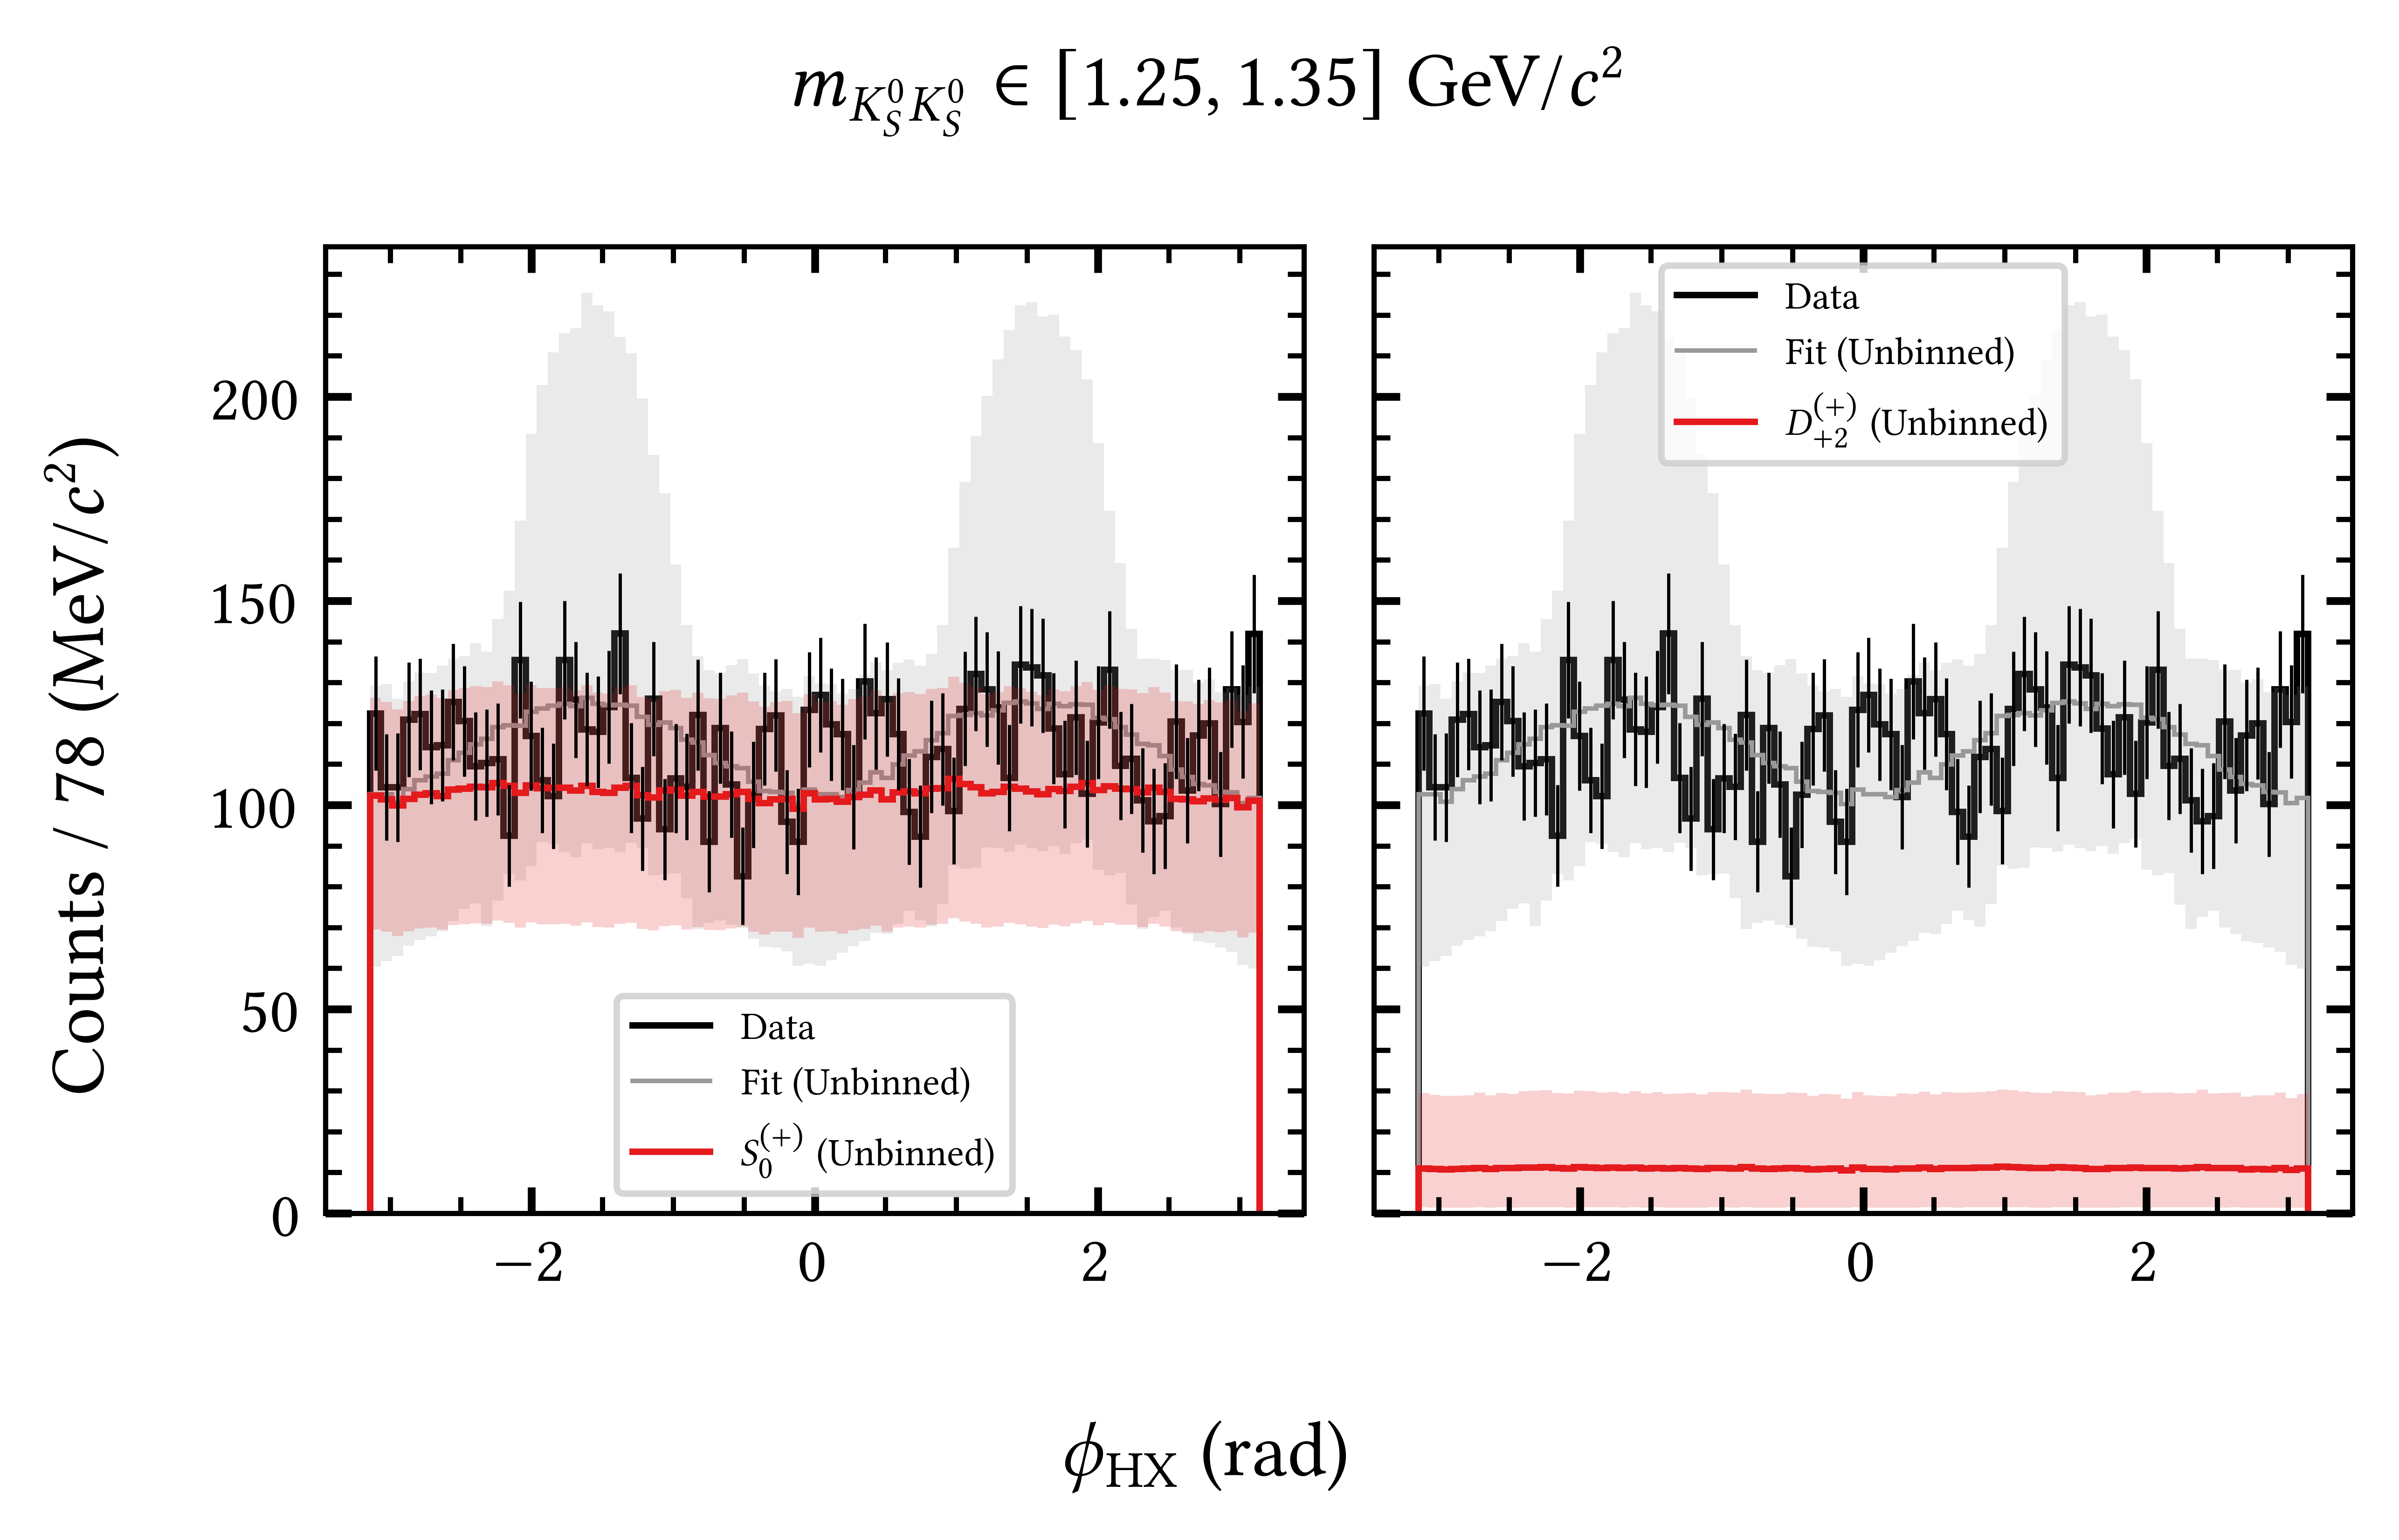 m_{K_S^0 K_S^0} ∈ [1.25, 1.35] GeV/c²
Counts / 78 (MeV/c²)
200
150
100
50
0
−2 0 2
Data
Fit (Unbinned)
S_0^{(+)} (Unbinned)
Data
Fit (Unbinned)
D_{+2}^{(+)} (Unbinned)
−2 0 2
ϕ_{HX} (rad)